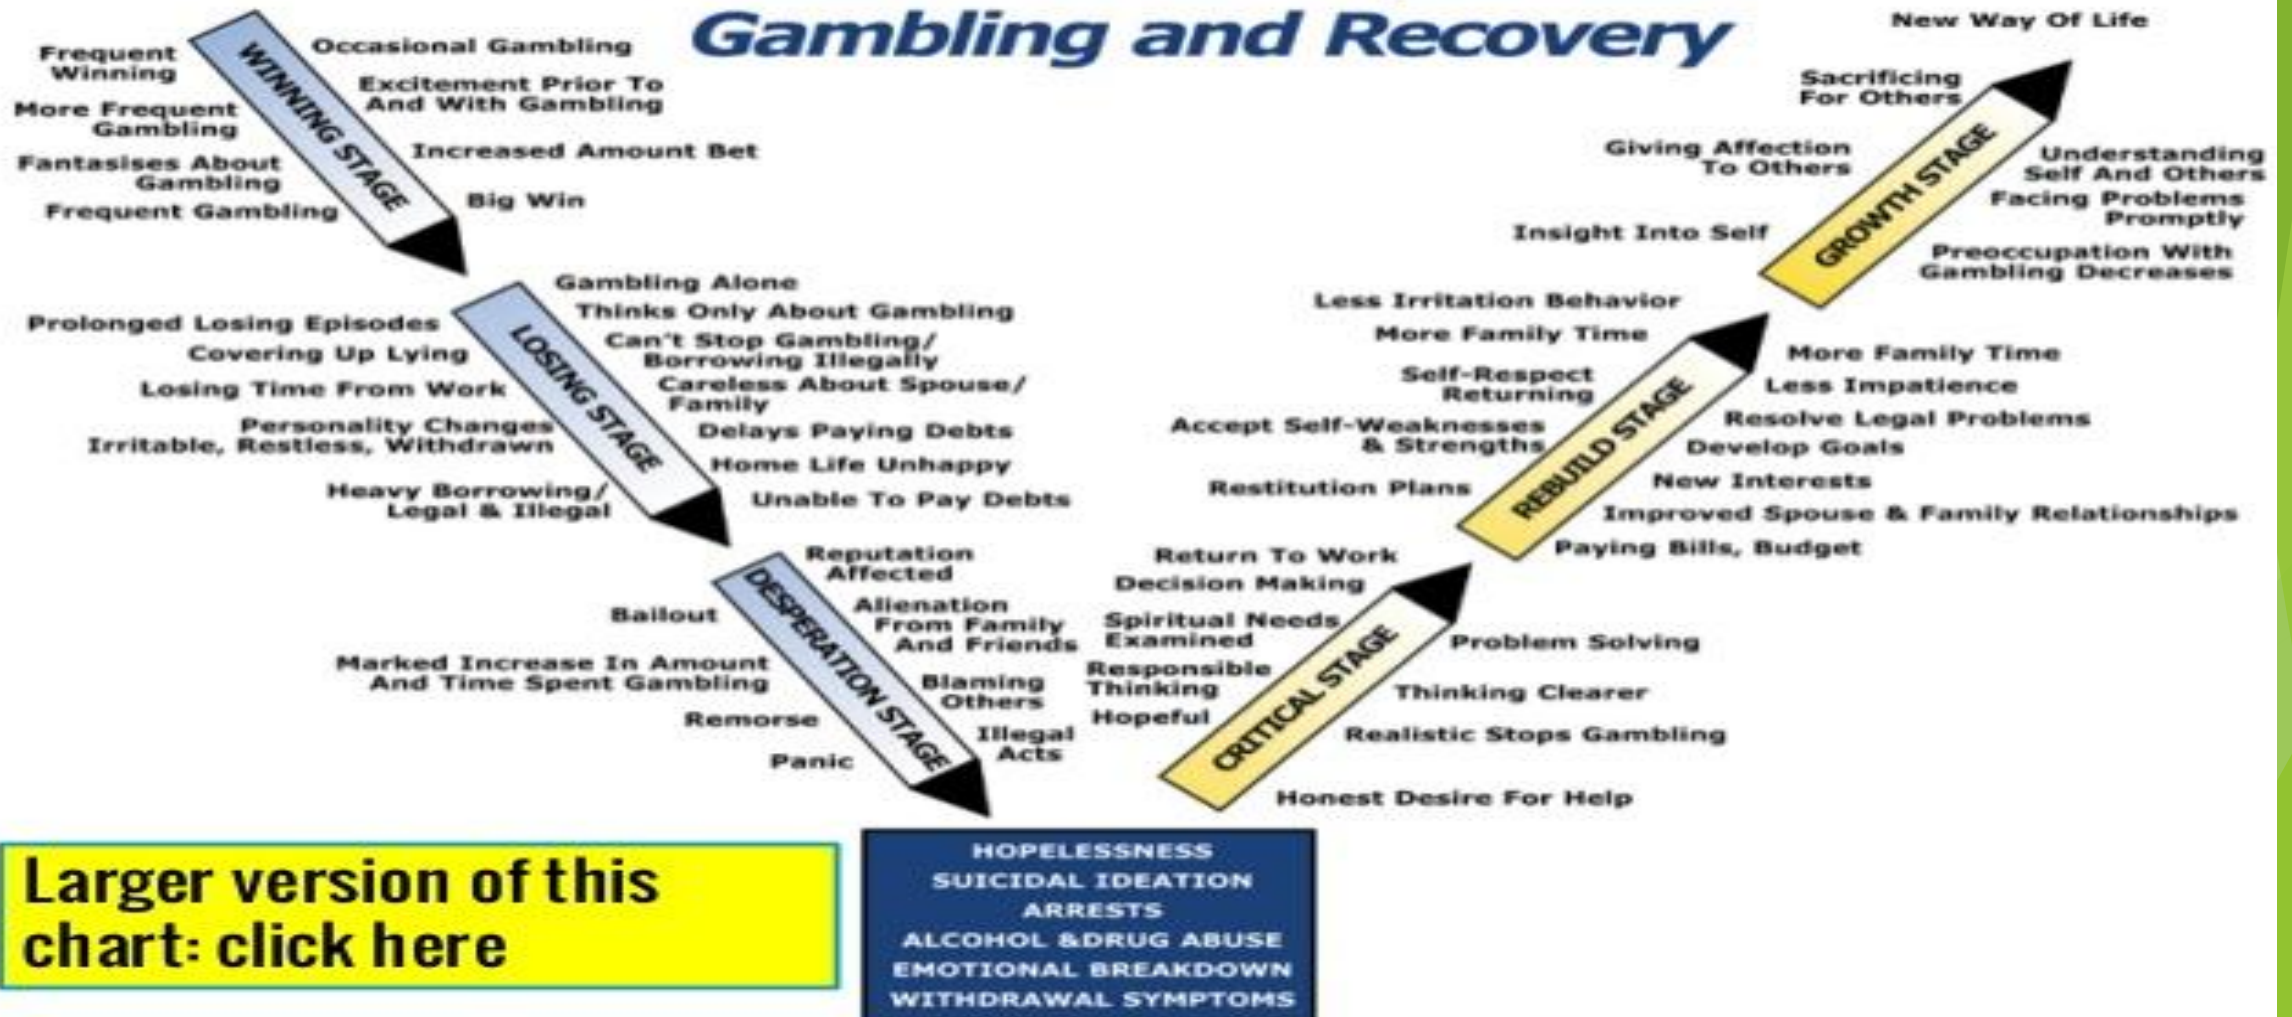 Gambling and Recovery
Frequent
Winning
More Frequent
Gambling
Fantasises About
Gambling
Frequent Gambling
WINNING STAGE
Occasional Gambling
Excitement Prior To
And With Gambling
Increased Amount Bet
Big Win
Prolonged Losing Episodes
Covering Up Lying
Losing Time From Work
Personality Changes
Irritable, Restless, Withdrawn
Heavy Borrowing/
Legal & Illegal
LOSING STAGE
Gambling Alone
Thinks Only About Gambling
Can't Stop Gambling/
Borrowing Illegally
Careless About Spouse/
Family
Delays Paying Debts
Home Life Unhappy
Unable To Pay Debts
Bailout
Marked Increase In Amount
And Time Spent Gambling
Remorse
Panic
DESPERATION STAGE
Reputation
Affected
Alienation
From Family
And Friends
Blaming
Others
Illegal
Acts
HOPELESSNESS
SUICIDAL IDEATION
ARRESTS
ALCOHOL &DRUG ABUSE
EMOTIONAL BREAKDOWN
WITHDRAWAL SYMPTOMS
Return To Work
Decision Making
Spiritual Needs
Examined
Responsible
Thinking
Hopeful
CRITICAL STAGE
Problem Solving
Thinking Clearer
Realistic Stops Gambling
Honest Desire For Help
Less Irritation Behavior
More Family Time
Self-Respect
Returning
Accept Self-Weaknesses
& Strengths
Restitution Plans
REBUILD STAGE
More Family Time
Less Impatience
Resolve Legal Problems
Develop Goals
New Interests
Improved Spouse & Family Relationships
Paying Bills, Budget
New Way Of Life
Sacrificing
For Others
Giving Affection
To Others
Insight Into Self
GROWTH STAGE
Understanding
Self And Others
Facing Problems
Promptly
Preoccupation With
Gambling Decreases
Larger version of this
chart: click here